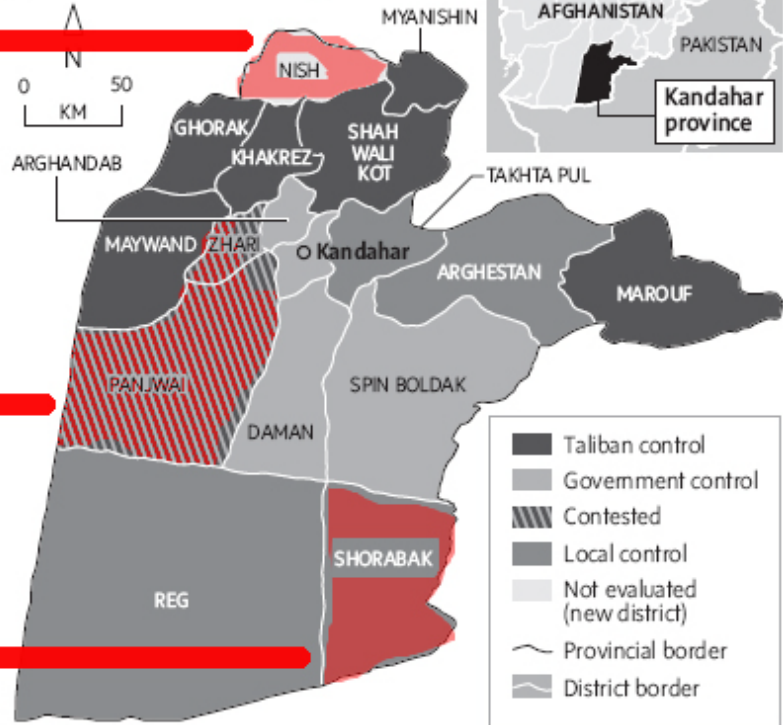 MYANISHIN
AFGHANISTAN
PAKISTAN
Kandahar
province
N
0 50
KM
NISH
GHORAK
KHAKREZ
SHAH
WALI
KOT
ARGHANDAB
TAKHTA PUL
MAYWAND
ZHARI
Kandahar
ARGHESTAN
MAROUF
PANJWAI
SPIN BOLDAK
DAMAN
REG
SHORABAK
Taliban control
Government control
Contested
Local control
Not evaluated
(new district)
Provincial border
District border